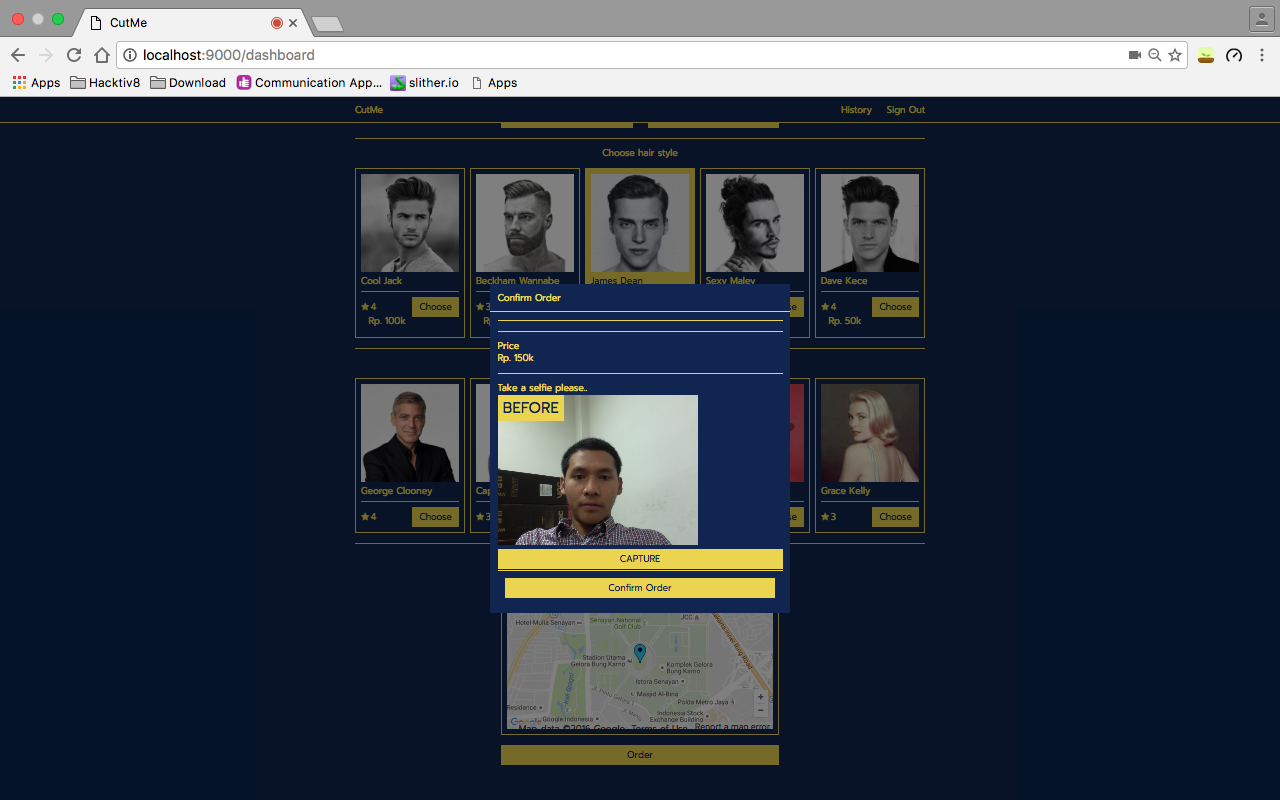 CutMe
localhost:9000/dashboard
Apps Hacktiv8 Download Communication App... slither.io Apps
CutMe History Sign Out
Choose hair style
Cool Jack Beckham Wannabe James Dean Sexy Maley Dave Kece
4 Choose 3 4 Choose
Rp. 100k Rp. 50k
Confirm Order
Price
Rp. 150k
Take a selfie please..
BEFORE
George Clooney Grace Kelly
4 Choose 3 3 Choose
CAPTURE
Confirm Order
Hotel Mulia Senayan Senayan National JCC
Golf Club
Stadion Utama
Gelora Bung Karno
Komplek Gelora
Bung Karno
Istora Senayan
Masjid Al-Bina
Polda Metro Jaya
Residence
Indonesia Stock
Exchange Building
Google Google Indonesia
Map data ©2016 Google Terms of Use Report a map error
Order